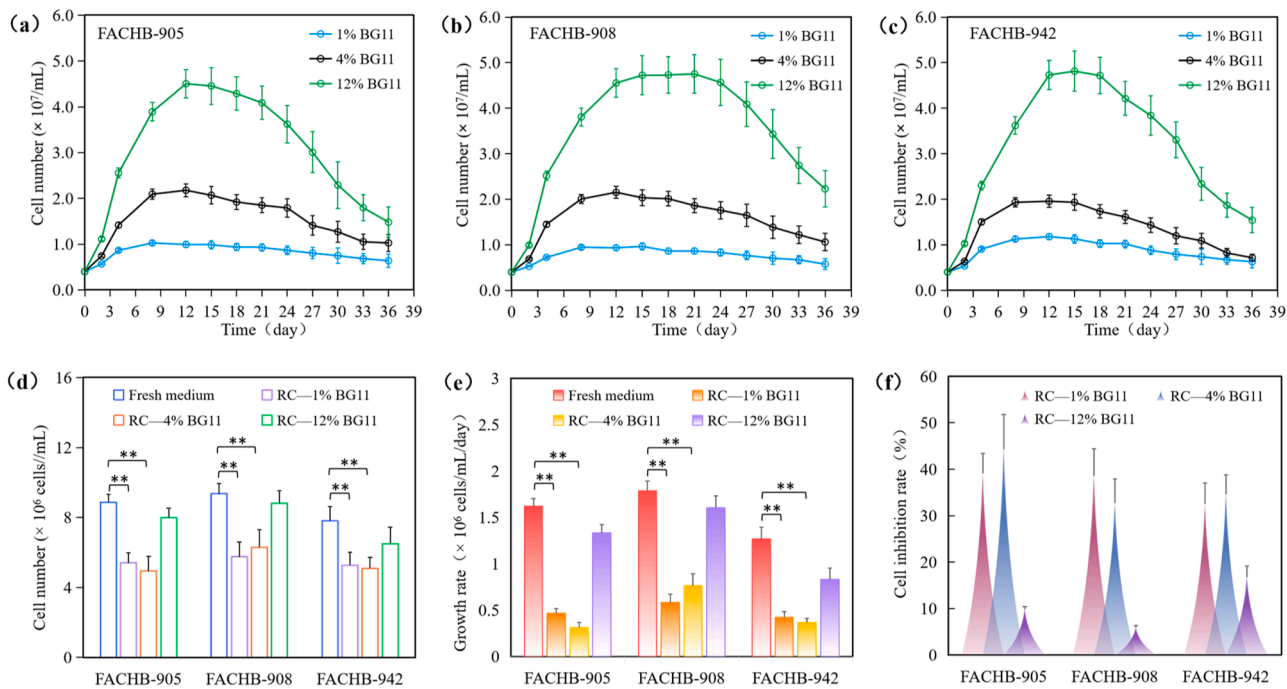 (a)
FACHB-905
1% BG11
4% BG11
12% BG11
Cell number (× 10⁷/mL)
6.0
5.0
4.0
3.0
2.0
1.0
0.0
0 3 6 9 12 15 18 21 24 27 30 33 36 39
Time (day)
(b)
FACHB-908
1% BG11
4% BG11
12% BG11
Cell number (× 10⁷/mL)
6.0
5.0
4.0
3.0
2.0
1.0
0.0
0 3 6 9 12 15 18 21 24 27 30 33 36 39
Time (day)
(c)
FACHB-942
1% BG11
4% BG11
12% BG11
Cell number (× 10⁷/mL)
6.0
5.0
4.0
3.0
2.0
1.0
0.0
0 3 6 9 12 15 18 21 24 27 30 33 36 39
Time (day)
(d)
Fresh medium
RC—1% BG11
RC—4% BG11
RC—12% BG11
Cell number (× 10⁶ cells//mL)
16
12
8
4
0
**
**
**
**
**
**
FACHB-905 FACHB-908 FACHB-942
(e)
Fresh medium
RC—1% BG11
RC—4% BG11
RC—12% BG11
Growth rate (× 10⁶ cells/mL/day)
3
2.5
2
1.5
1
0.5
0
**
**
**
**
**
**
FACHB-905 FACHB-908 FACHB-942
(f)
RC—1% BG11
RC—4% BG11
RC—12% BG11
Cell inhibition rate (%)
60
50
40
30
20
10
0
FACHB-905 FACHB-908 FACHB-942